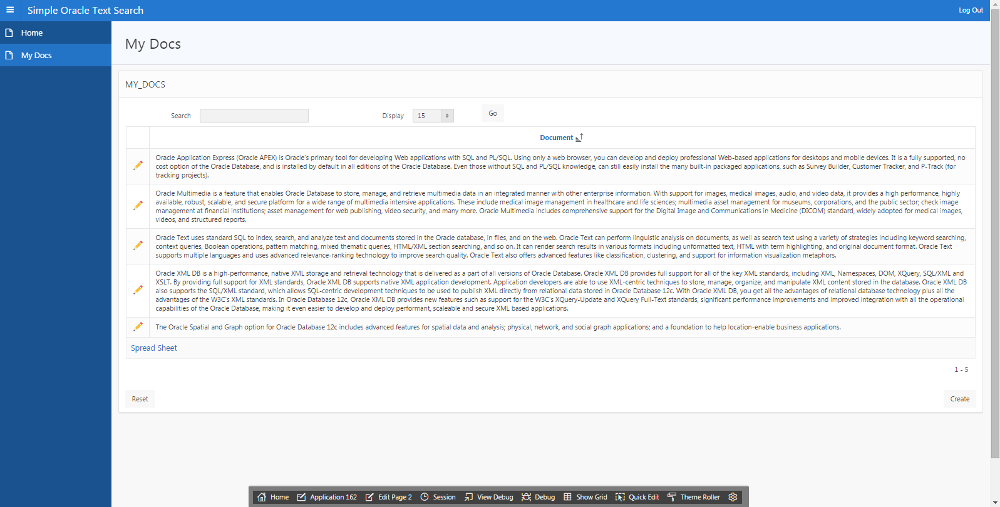 Simple Oracle Text Search
Log Out
Home
My Docs
My Docs
MY_DOCS
Search
Display 15
Go
Document
Oracle Application Express (Oracle APEX) is Oracle's primary tool for developing Web applications with SQL and PL/SQL. Using only a web browser, you can develop and deploy professional Web-based applications for desktops and mobile devices. It is a fully supported, no
cost option of the Oracle Database, and is installed by default in all editions of the Oracle Database. Even those without SQL and PL/SQL knowledge, can still easily install the many built-in packaged applications, such as Survey Builder, Customer Tracker, and P-Track (for
tracking projects).
Oracle Multimedia is a feature that enables Oracle Database to store, manage, and retrieve multimedia data in an integrated manner with other enterprise information. With support for images, medical images, audio, and video data, it provides a high performance, highly
available, robust, scalable, and secure platform for a wide range of multimedia intensive applications. These include medical image management in healthcare and life sciences; multimedia asset management for museums, corporations, and the public sector; check image
management at financial institutions; asset management for web publishing, video security, and many more. Oracle Multimedia includes comprehensive support for the Digital Image and Communications in Medicine (DICOM) standard, widely adopted for medical images,
videos, and structured reports.
Oracle Text uses standard SQL to index, search, and analyze text and documents stored in the Oracle database, in files, and on the web. Oracle Text can perform linguistic analysis on documents, as well as search text using a variety of strategies including keyword searching,
context queries, Boolean operations, pattern matching, mixed thematic queries, HTML/XML section searching, and so on. It can render search results in various formats including unformatted text, HTML with term highlighting, and original document format. Oracle Text
supports multiple languages and uses advanced relevance-ranking technology to improve search quality. Oracle Text also offers advanced features like classification, clustering, and support for information visualization metaphors.
Oracle XML DB is a high-performance, native XML storage and retrieval technology that is delivered as a part of all versions of Oracle Database. Oracle XML DB provides full support for all of the key XML standards, including XML, Namespaces, DOM, XQuery, SQL/XML and
XSLT. By providing full support for XML standards, Oracle XML DB supports native XML application development. Application developers are able to use XML-centric techniques to store, manage, organize, and manipulate XML content stored in the database. Oracle XML DB
also supports the SQL/XML standard, which allows SQL-centric development techniques to be used to publish XML directly from relational data stored in Oracle Database 12c. With Oracle XML DB, you get all the advantages of relational database technology plus all the
advantages of the W3C's XML standards. In Oracle Database 12c, Oracle XML DB provides new features such as support for the W3C's XQuery-Update and XQuery Full-Text standards, significant performance improvements and improved integration with all the operational
capabilities of the Oracle Database, making it even easier to develop and deploy performant, scaleable and secure XML based applications.
The Oracle Spatial and Graph option for Oracle Database 12c includes advanced features for spatial data and analysis; physical, network, and social graph applications; and a foundation to help location-enable business applications.
Spread Sheet
1 - 5
Reset
Create
Home Application 162 Edit Page 2 Session View Debug Debug Show Grid Quick Edit Theme Roller